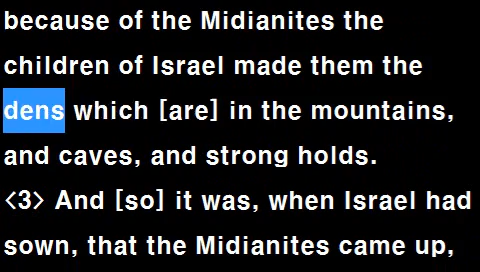 because of the Midianites the
children of Israel made them the
dens which [are] in the mountains,
and caves, and strong holds.
<3> And [so] it was, when Israel had
sown, that the Midianites came up,